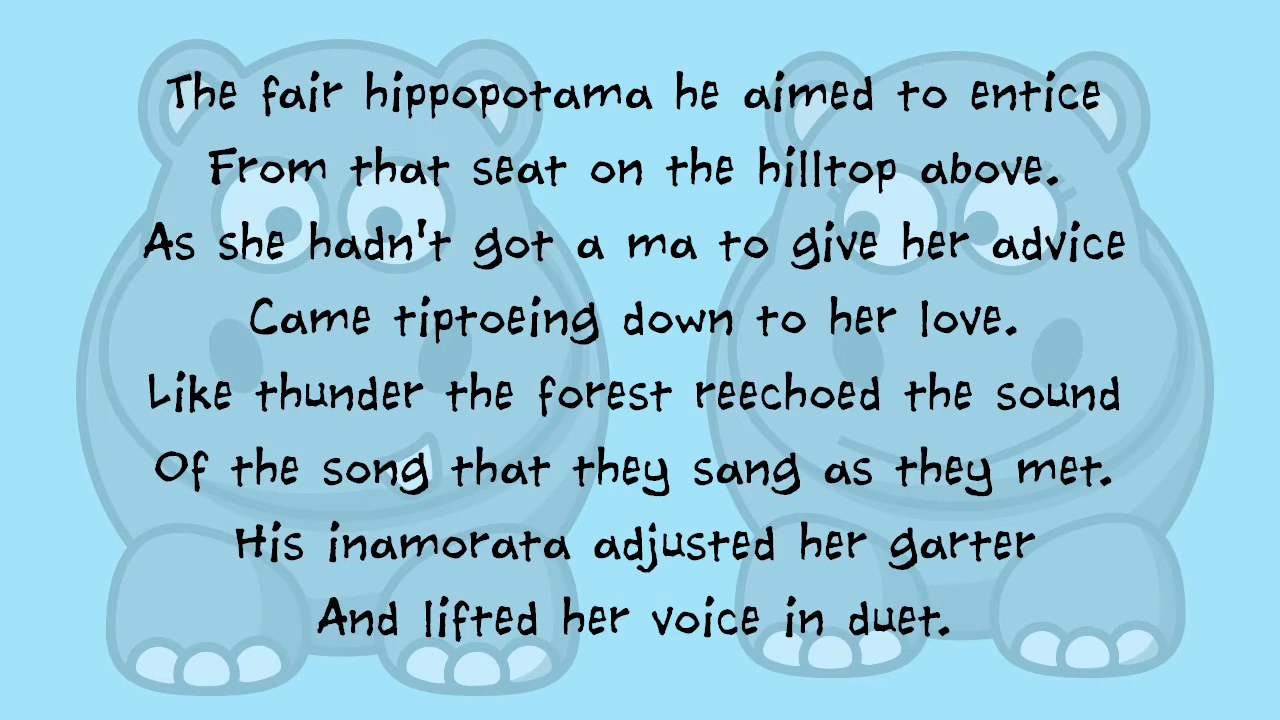 The fair hippopotama he aimed to entice
From that seat on the hilltop above.
As she hadn't got a ma to give her advice
Came tiptoeing down to her love.
Like thunder the forest reechoed the sound
Of the song that they sang as they met.
His inamorata adjusted her garter
And lifted her voice in duet.